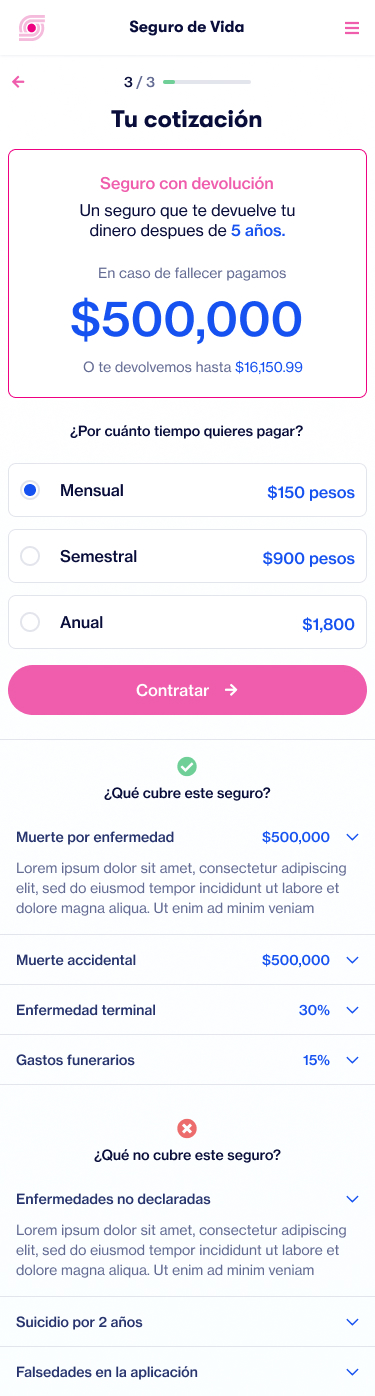 Seguro de Vida
3 / 3
Tu cotización
Seguro con devolución
Un seguro que te devuelve tu
dinero despues de 5 años.
En caso de fallecer pagamos
$500,000
O te devolvemos hasta $16,150.99
¿Por cuánto tiempo quieres pagar?
Mensual $150 pesos
Semestral $900 pesos
Anual $1,800
Contratar
¿Qué cubre este seguro?
Muerte por enfermedad $500,000
Lorem ipsum dolor sit amet, consectetur adipiscing
elit, sed do eiusmod tempor incididunt ut labore et
dolore magna aliqua. Ut enim ad minim veniam
Muerte accidental $500,000
Enfermedad terminal 30%
Gastos funerarios 15%
¿Qué no cubre este seguro?
Enfermedades no declaradas
Lorem ipsum dolor sit amet, consectetur adipiscing
elit, sed do eiusmod tempor incididunt ut labore et
dolore magna aliqua. Ut enim ad minim veniam
Suicidio por 2 años
Falsedades en la aplicación